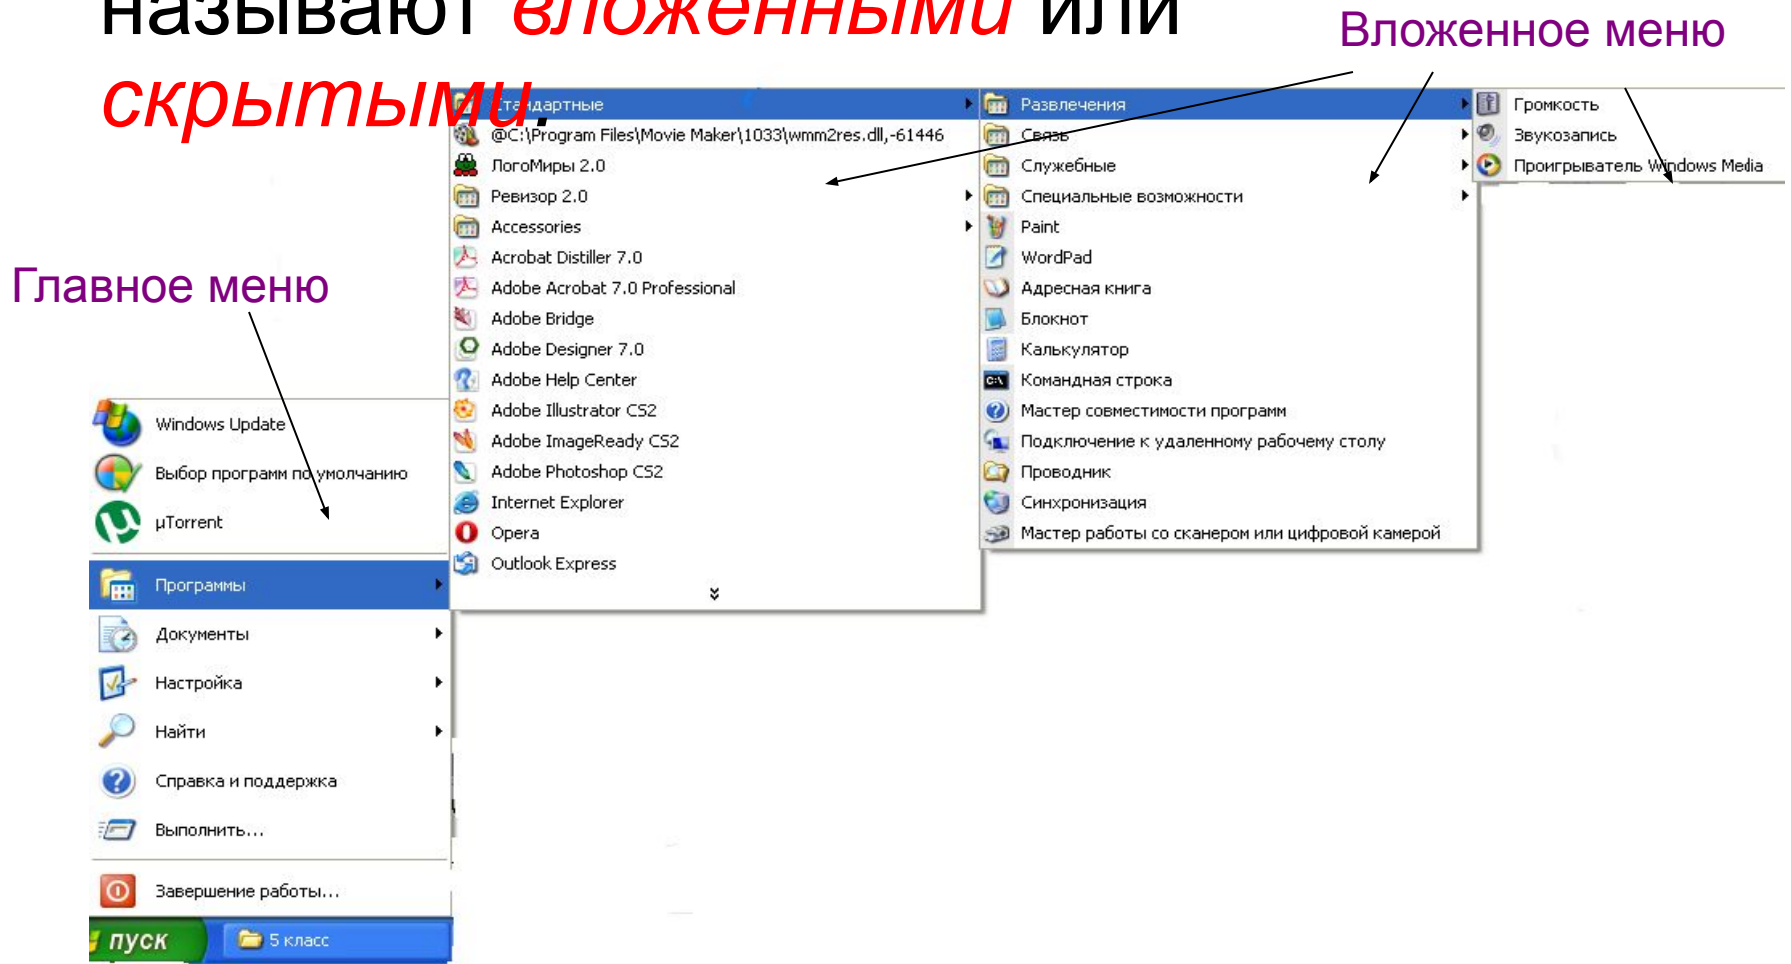 называют вложенными или
скрытыми.
Вложенное меню
Главное меню
Стандартные
@C:\Program Files\Movie Maker\1033\wmm2res.dll,-61446
ЛогоМиры 2.0
Ревизор 2.0
Accessories
Acrobat Distiller 7.0
Adobe Acrobat 7.0 Professional
Adobe Bridge
Adobe Designer 7.0
Adobe Help Center
Adobe Illustrator CS2
Adobe ImageReady CS2
Adobe Photoshop CS2
Internet Explorer
Opera
Outlook Express
Развлечения
Связь
Служебные
Специальные возможности
Paint
WordPad
Адресная книга
Блокнот
Калькулятор
Командная строка
Мастер совместимости программ
Подключение к удаленному рабочему столу
Проводник
Синхронизация
Мастер работы со сканером или цифровой камерой
Громкость
Звукозапись
Проигрыватель Windows Media
Windows Update
Выбор программ по умолчанию
µTorrent
Программы
Документы
Настройка
Найти
Справка и поддержка
Выполнить...
Завершение работы...
пуск
5 класс